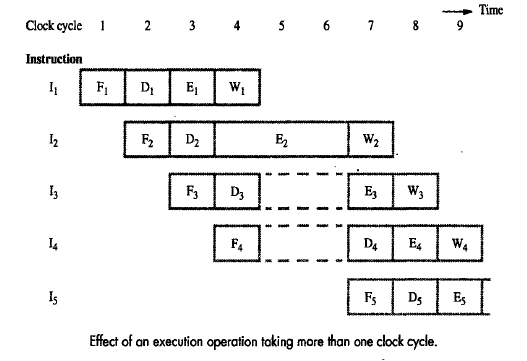 Time
Clock cycle 1 2 3 4 5 6 7 8 9
Instruction
I₁ F₁ D₁ E₁ W₁
I₂ F₂ D₂ E₂ W₂
I₃ F₃ D₃ E₃ W₃
I₄ F₄ D₄ E₄ W₄
I₅ F₅ D₅ E₅
Effect of an execution operation taking more than one clock cycle.